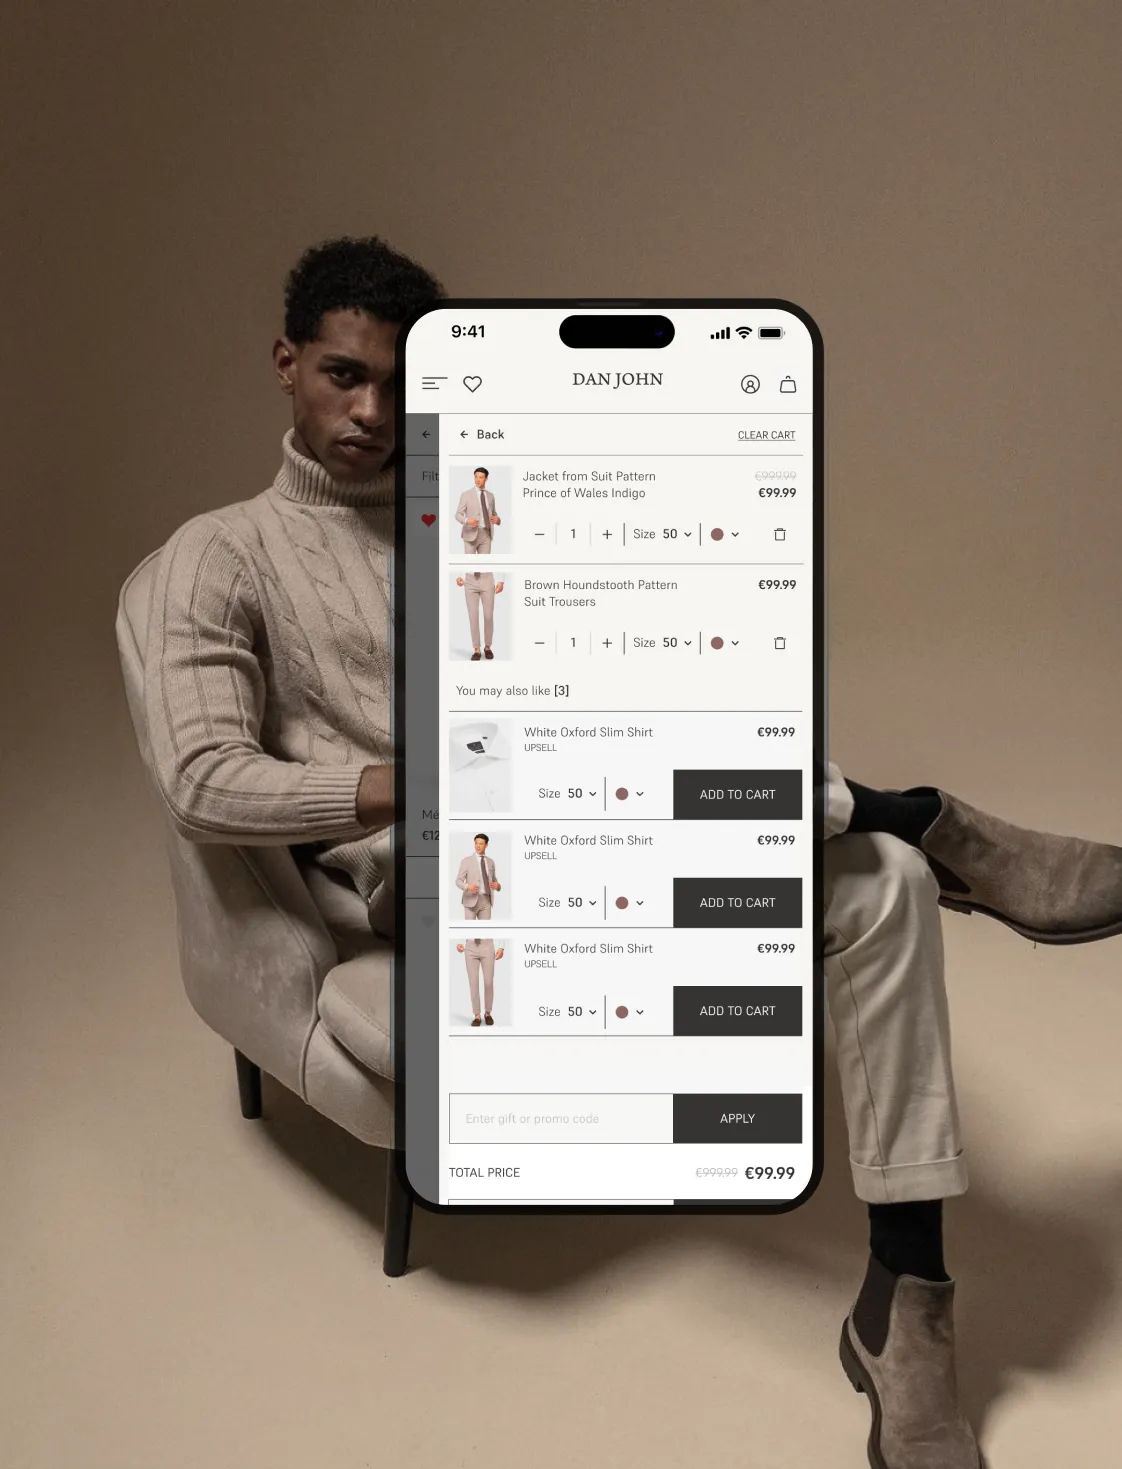 9:41
DAN JOHN
Back
CLEAR CART
Filt
Jacket from Suit Pattern €999.99
Prince of Wales Indigo €99.99
1 Size 50
Brown Houndstooth Pattern €99.99
Suit Trousers
1 Size 50
You may also like [3]
White Oxford Slim Shirt €99.99
UPSELL
Size 50 ADD TO CART
Mé
€12
White Oxford Slim Shirt €99.99
UPSELL
Size 50 ADD TO CART
White Oxford Slim Shirt €99.99
UPSELL
Size 50 ADD TO CART
Enter gift or promo code APPLY
TOTAL PRICE €999.99 €99.99